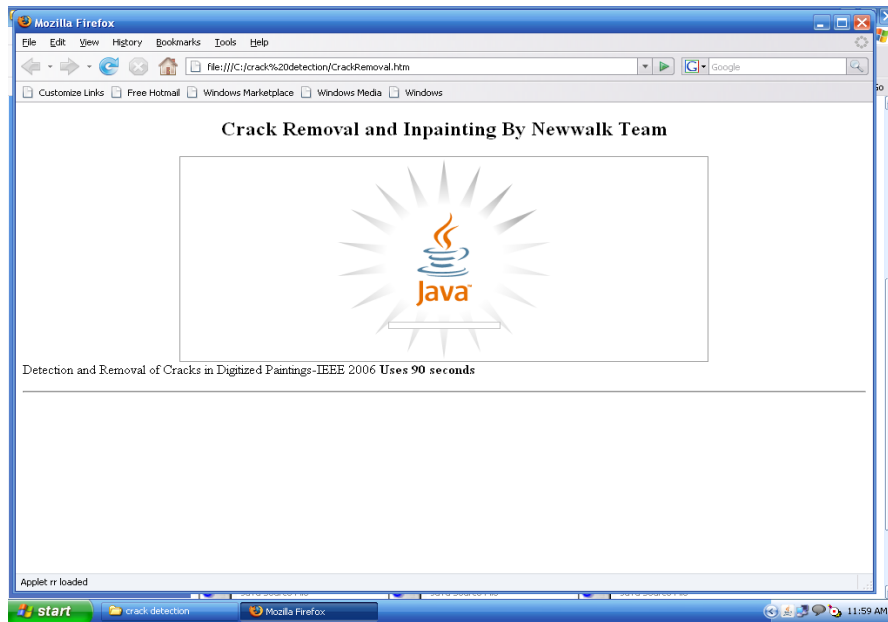 Mozilla Firefox
File Edit View History Bookmarks Tools Help
file:///C:/crack%20detection/CrackRemoval.htm
Google
Customize Links Free Hotmail Windows Marketplace Windows Media Windows
Crack Removal and Inpainting By Newwalk Team
Java™
Detection and Removal of Cracks in Digitized Paintings-IEEE 2006 Uses 90 seconds
Applet rr loaded
start crack detection Mozilla Firefox 11:59 AM